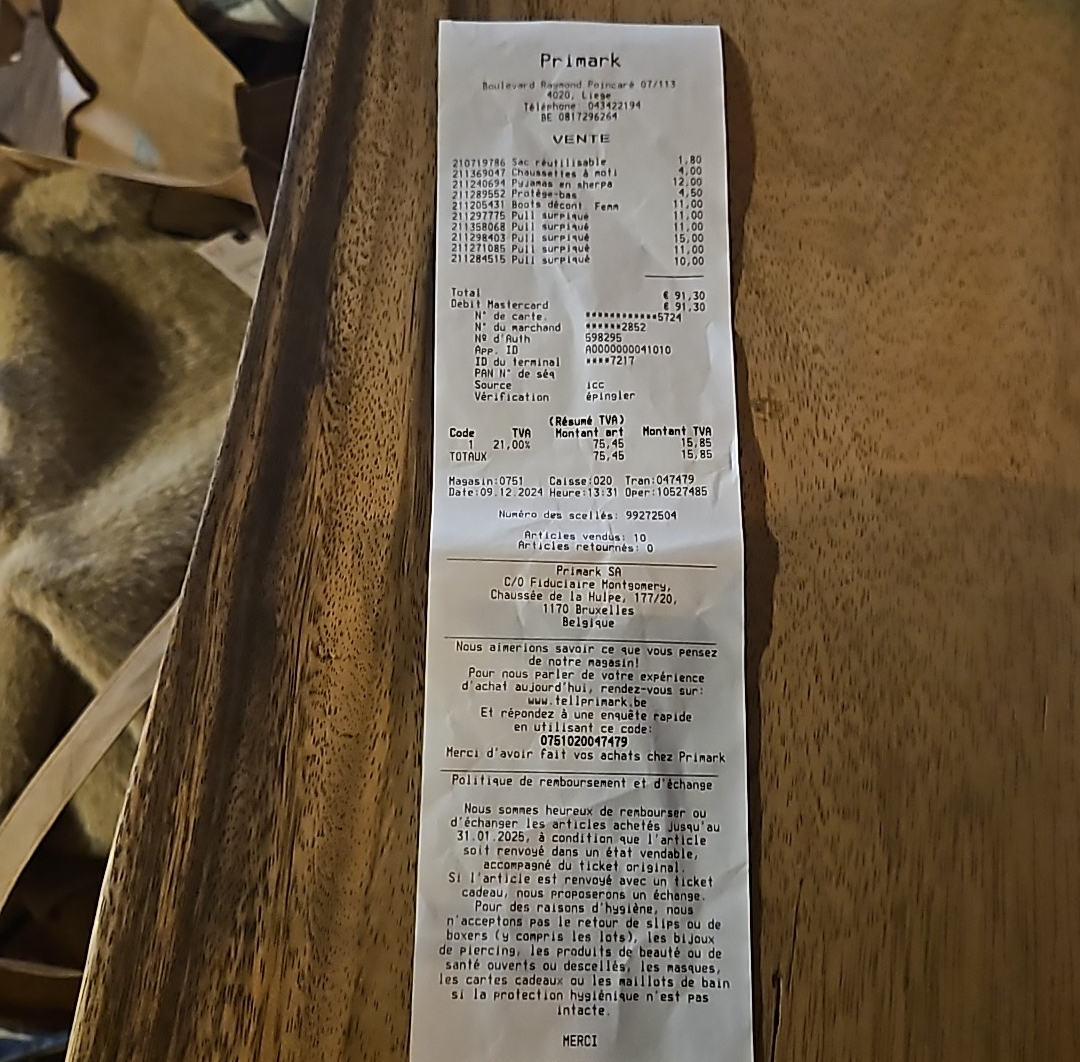 Primark
Boulevard Raymond Poincaré 07/113
4020, Liege
Téléphone: 043422194
BE 0817296264
VENTE
210719786 Sac réutilisable 1,80
211369047 Chaussettes à moti 4,00
211240694 Pyjamas en sherpa 12,00
211289552 Protège-bas 4,50
211205431 Boots décont. Femm 11,00
211297775 Pull surpiqué 11,00
211358068 Pull surpiqué 11,00
211298403 Pull surpiqué 15,00
211271085 Pull surpiqué 11,00
211284515 Pull surpiqué 10,00
Total € 91,30
Debit Mastercard € 91,30
N° de carte. ************5724
N° du marchand ******2852
Nº d'Auth 598295
App. ID A0000000041010
ID du terminal ****7217
PAN N° de séq
Source icc
Vérification épingler
(Résumé TVA)
Code TVA Montant art Montant TVA
1 21,00% 75,45 15,85
TOTAUX 75,45 15,85
Magasin:0751 Caisse:020 Tran:047479
Date:09.12.2024 Heure:13:31 Oper:10527485
Numéro des scellés: 99272504
Articles vendus: 10
Articles retournés: 0
Primark SA
C/O Fiduciaire Montgomery,
Chaussée de la Hulpe, 177/20,
1170 Bruxelles
Belgique
Nous aimerions savoir ce que vous pensez
de notre magasin!
Pour nous parler de votre expérience
d'achat aujourd'hui, rendez-vous sur:
www.tellprimark.be
Et répondez à une enquête rapide
en utilisant ce code:
0751020047479
Merci d'avoir fait vos achats chez Primark
Politique de remboursement et d'échange
Nous sommes heureux de rembourser ou
d'échanger les articles achetés jusqu'au
31.01.2025, à condition que l'article
soit renvoyé dans un état vendable,
accompagné du ticket original.
Si l'article est renvoyé avec un ticket
cadeau, nous proposerons un échange.
Pour des raisons d'hygiène, nous
n'acceptons pas le retour de slips ou de
boxers (y compris les lots), les bijoux
de piercing, les produits de beauté ou de
santé ouverts ou descellés, les masques,
les cartes cadeaux ou les maillots de bain
si la protection hygiénique n'est pas
intacte.
MERCI